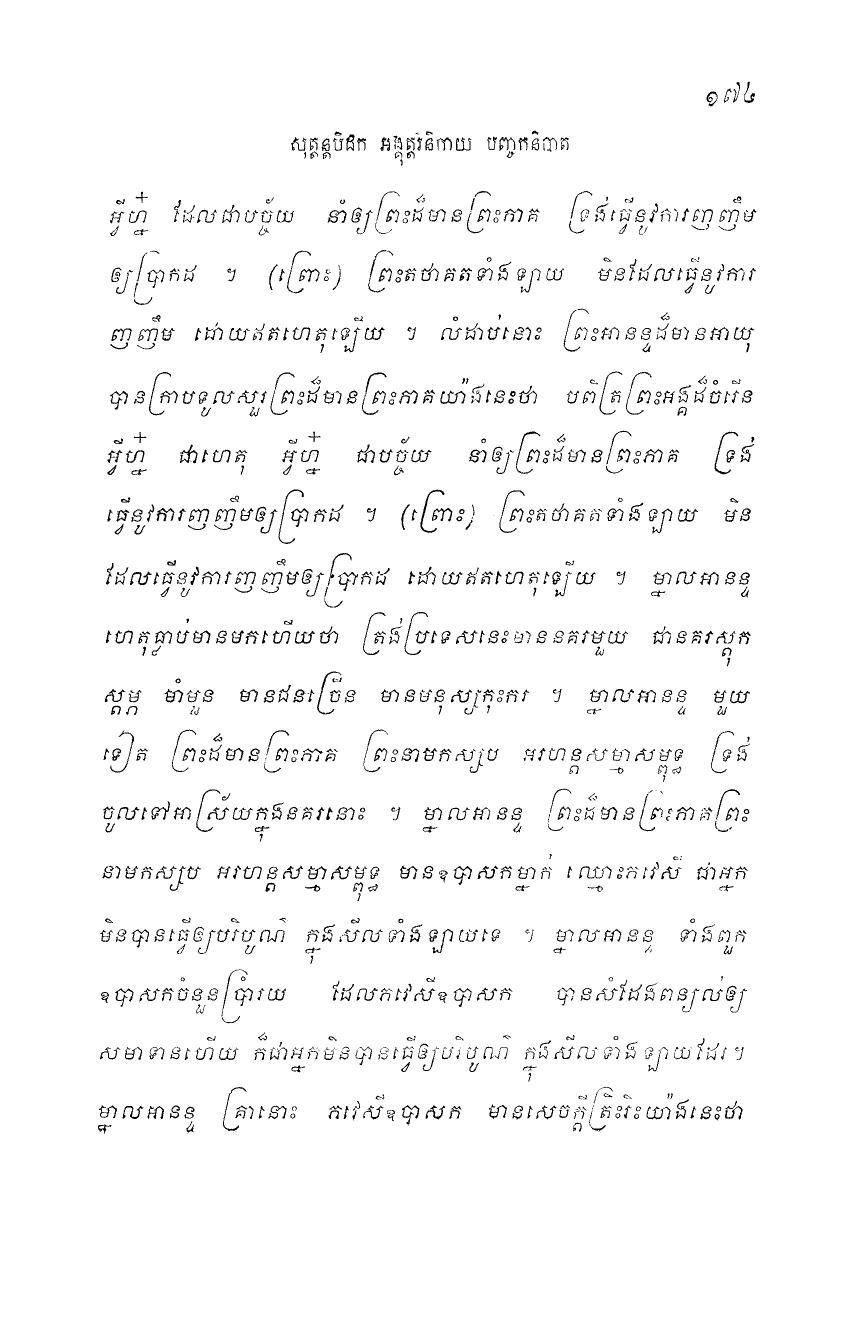 ១៧៤
សុត្តន្តបិដក អង្គុត្តរនិកាយ បញ្ចកនិបាត
អ្វីហ្ន៎ ដែលជាបច្ច័យ នាំឲ្យព្រះដ៏មានព្រះភាគ ទ្រង់ធ្វើនូវការញញឹម
ឲ្យប្រាកដ ។ (ព្រោះ) ព្រះតថាគតទាំងឡាយ មិនដែលធ្វើនូវការ
ញញឹម ដោយឥតហេតុឡើយ ។ លំដាប់នោះ ព្រះអានន្ទដ៏មានអាយុ
បានក្រាបទូលសួរព្រះដ៏មានព្រះភាគយ៉ាងនេះថា បពិត្រព្រះអង្គដ៏ចំរើន
អ្វីហ្ន៎ ជាហេតុ អ្វីហ្ន៎ ជាបច្ច័យ នាំឲ្យព្រះដ៏មានព្រះភាគ ទ្រង់
ធ្វើនូវការញញឹមឲ្យប្រាកដ ។ (ព្រោះ) ព្រះតថាគតទាំងឡាយ មិន
ដែលធ្វើនូវការញញឹមឲ្យប្រាកដ ដោយឥតហេតុឡើយ ។ ម្នាលអានន្ទ
ហេតុធ្លាប់មានមកហើយថា ត្រង់ប្រទេសនេះមាននគរមួយ ជានគរស្តុក
ស្តម្ភ មាំមួន មានជនច្រើន មានមនុស្សកុះករ ។ ម្នាលអានន្ទ មួយ
ទៀត ព្រះដ៏មានព្រះភាគ ព្រះនាមកស្សប អរហន្តសម្មាសម្ពុទ្ធ ទ្រង់
ចូលទៅអាស្រ័យក្នុងនគរនោះ ។ ម្នាលអានន្ទ ព្រះដ៏មានព្រះភាគព្រះ
នាមកស្សប អរហន្តសម្មាសម្ពុទ្ធ មានឧបាសកម្នាក់ ឈ្មោះភវេសី ជាអ្នក
មិនបានធ្វើឲ្យបរិបូណ៌ ក្នុងសីលទាំងឡាយទេ ។ ម្នាលអានន្ទ ទាំងពួក
ឧបាសកចំនួនប្រាំរយ ដែលភវេសីឧបាសក បានសំដែងពន្យល់ឲ្យ
សមាទានហើយ ក៏ជាអ្នកមិនបានធ្វើឲ្យបរិបូណ៌ ក្នុងសីលទាំងឡាយដែរ។
ម្នាលអានន្ទ គ្រានោះ ភវេសីឧបាសក មានសេចក្តីត្រិះរិះយ៉ាងនេះថា